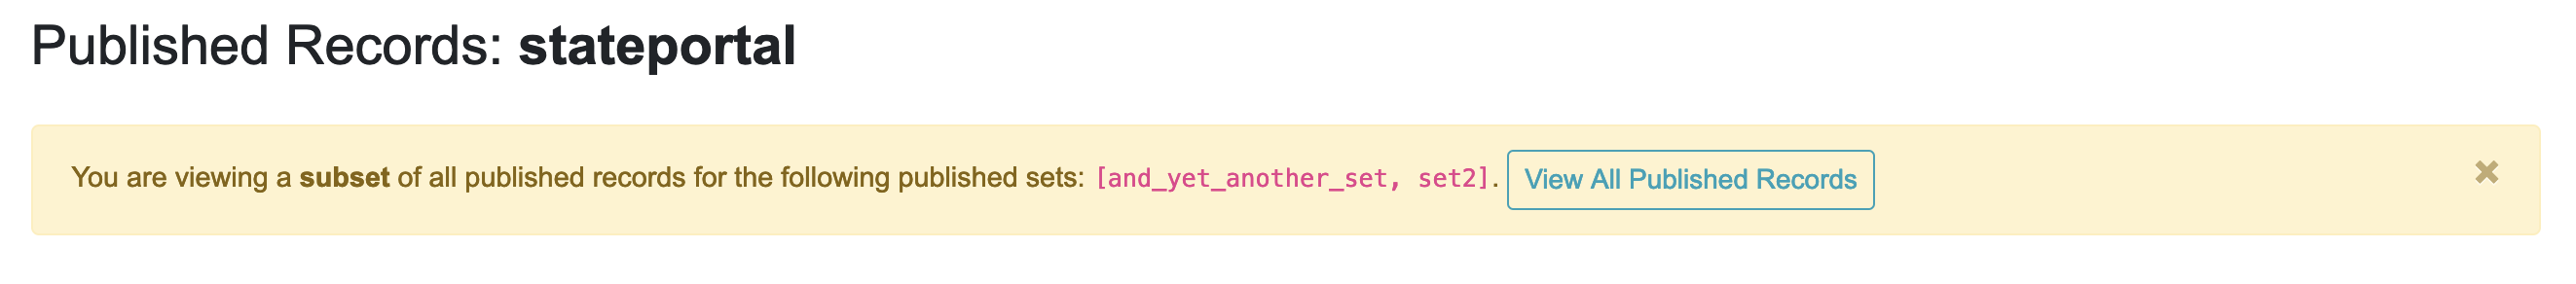 Published Records: stateportal
You are viewing a subset of all published records for the following published sets: [and_yet_another_set, set2]. View All Published Records ✖